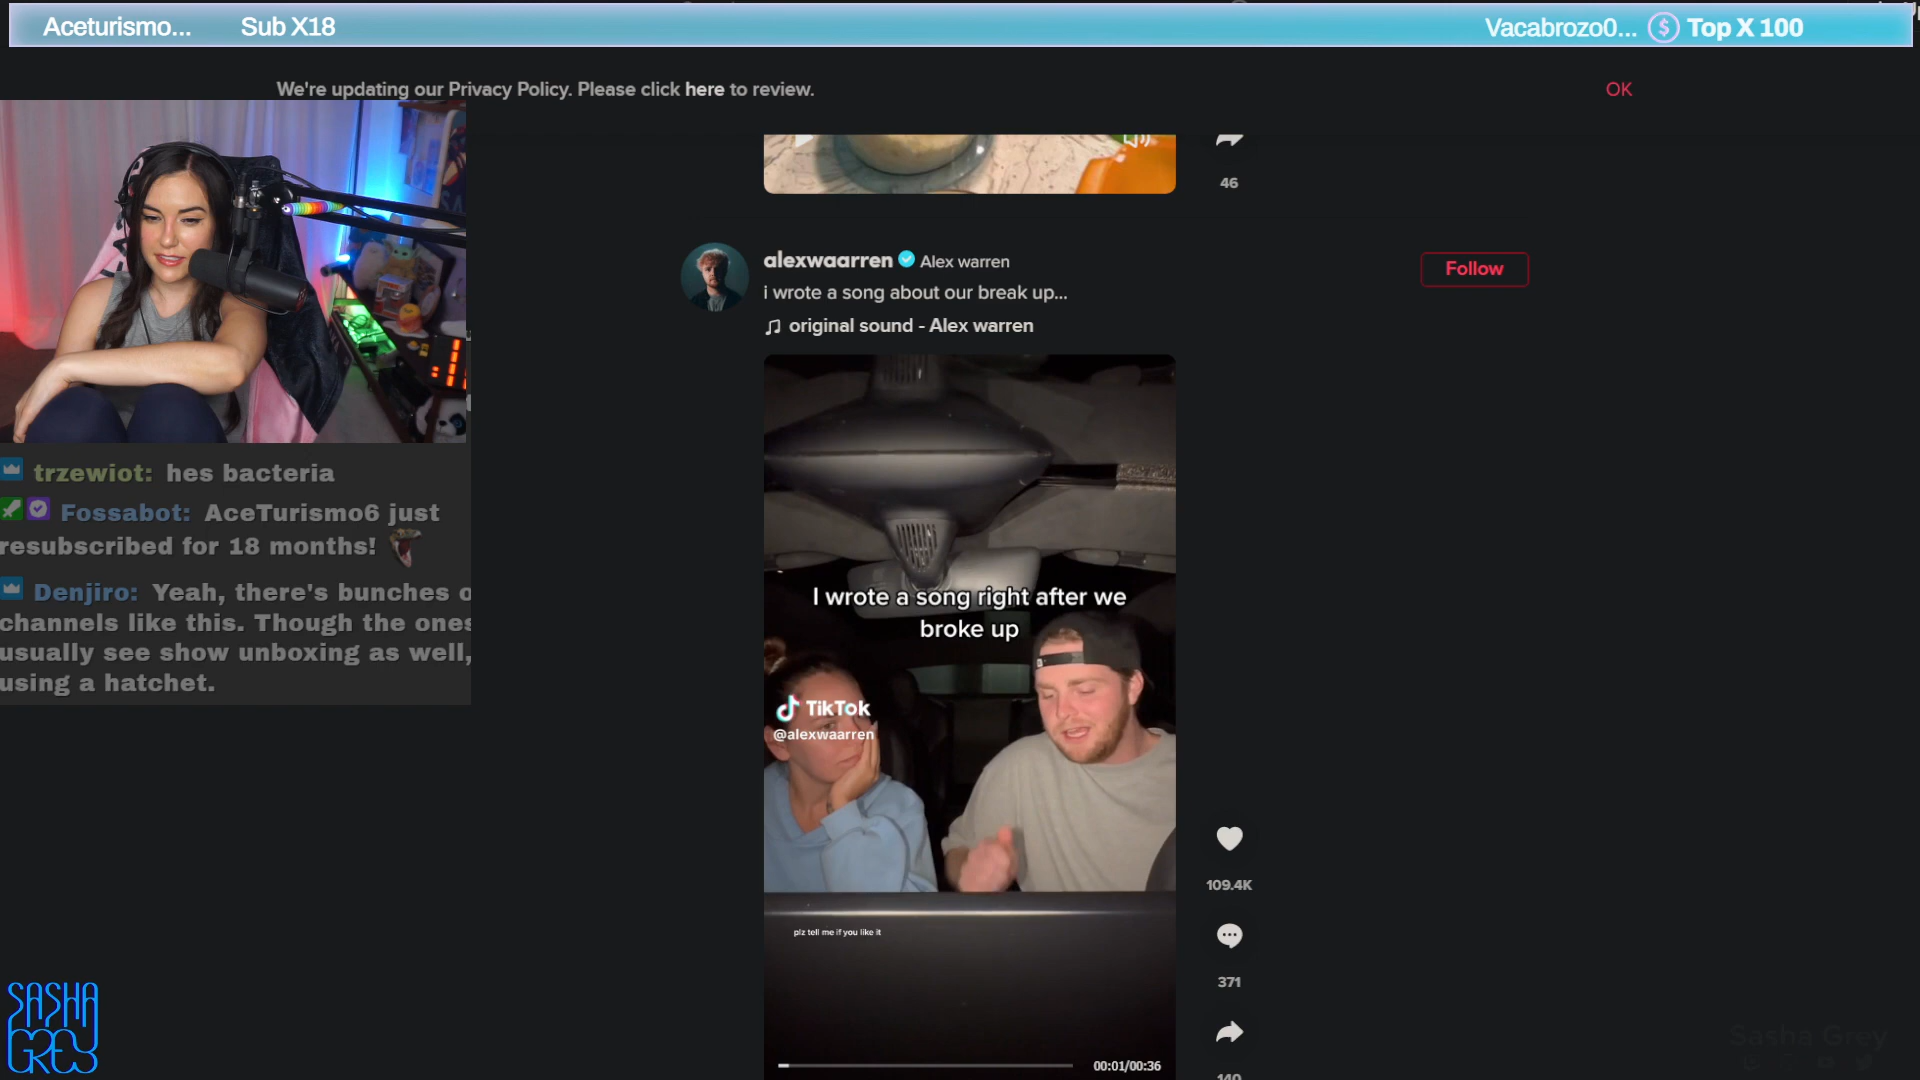 Aceturismo... Sub X18 Vacabrozo0... $ Top X 100
We're updating our Privacy Policy. Please click here to review. OK
46
alexwaarren Alex warren
Follow
i wrote a song about our break up...
original sound - Alex warren
trzewiot: hes bacteria
Fossabot: AceTurismo6 just
resubscribed for 18 months!
Denjiro: Yeah, there's bunches o
channels like this. Though the ones
usually see show unboxing as well,
using a hatchet.
I wrote a song right after we
broke up
TikTok
@alexwaarren
109.4K
plz tell me if you like it
371
00:01/00:36
140
SASHA
GREY
Sasha Grey